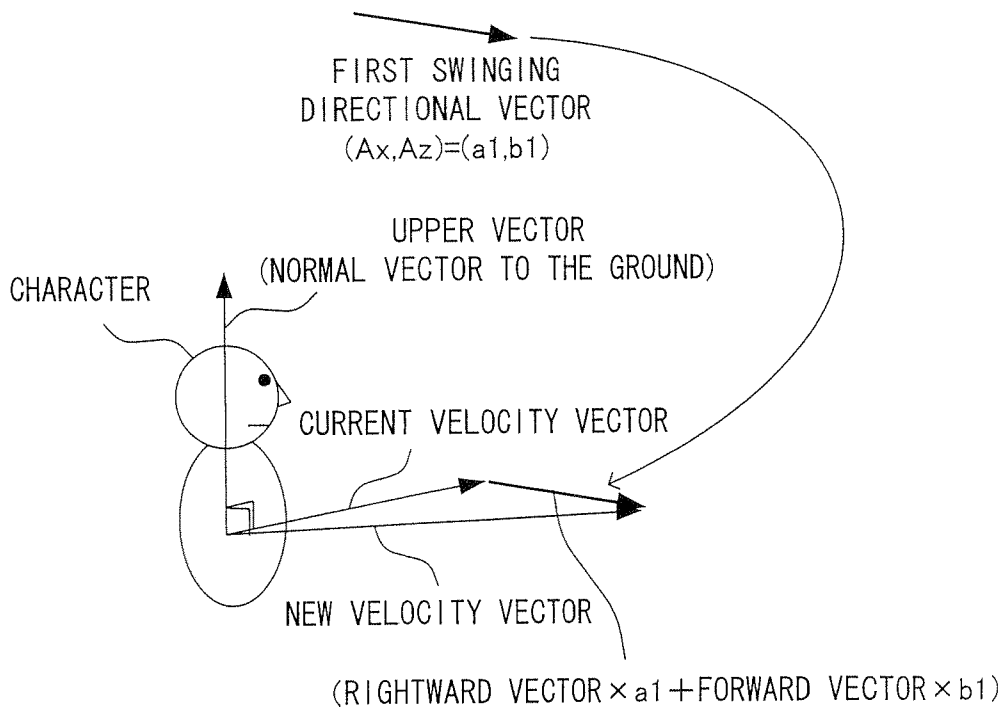 FIRST SWINGING
DIRECTIONAL VECTOR
(Ax,Az)=(a1,b1)
UPPER VECTOR
(NORMAL VECTOR TO THE GROUND)
CHARACTER
CURRENT VELOCITY VECTOR
NEW VELOCITY VECTOR
(RIGHTWARD VECTOR×a1+FORWARD VECTOR×b1)